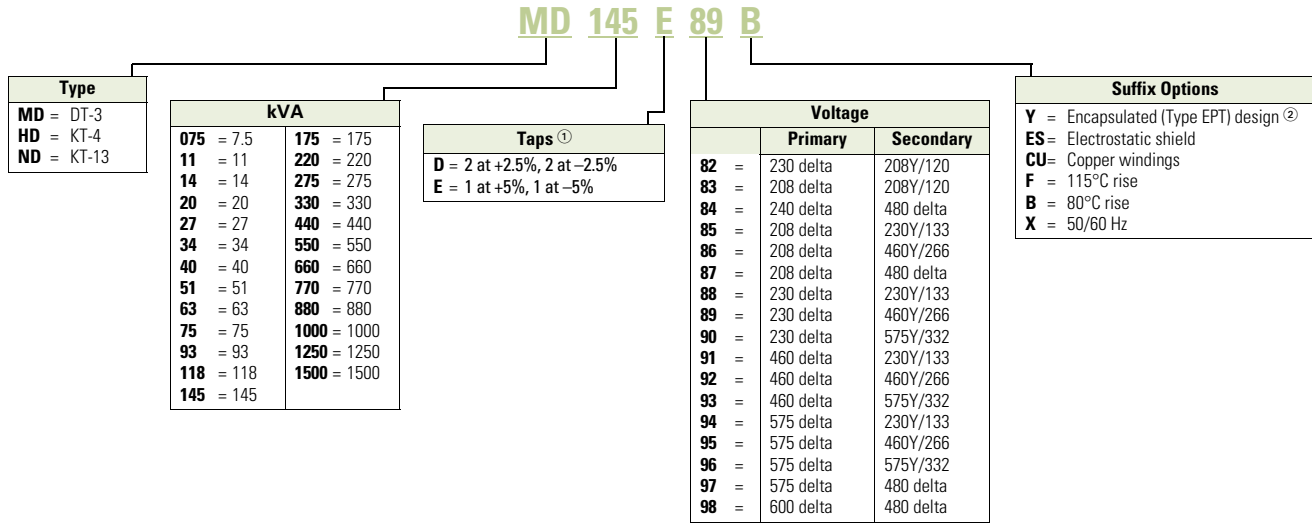 MD 145 E 89 B
Type
MD = DT-3
HD = KT-4
ND = KT-13
kVA
075 = 7.5
11 = 11
14 = 14
20 = 20
27 = 27
34 = 34
40 = 40
51 = 51
63 = 63
75 = 75
93 = 93
118 = 118
145 = 145
175 = 175
220 = 220
275 = 275
330 = 330
440 = 440
550 = 550
660 = 660
770 = 770
880 = 880
1000 = 1000
1250 = 1250
1500 = 1500
Taps ①
D = 2 at +2.5%, 2 at –2.5%
E = 1 at +5%, 1 at –5%
Voltage
Primary Secondary
82 = 230 delta 208Y/120
83 = 208 delta 208Y/120
84 = 240 delta 480 delta
85 = 208 delta 230Y/133
86 = 208 delta 460Y/266
87 = 208 delta 480 delta
88 = 230 delta 230Y/133
89 = 230 delta 460Y/266
90 = 230 delta 575Y/332
91 = 460 delta 230Y/133
92 = 460 delta 460Y/266
93 = 460 delta 575Y/332
94 = 575 delta 230Y/133
95 = 575 delta 460Y/266
96 = 575 delta 575Y/332
97 = 575 delta 480 delta
98 = 600 delta 480 delta
Suffix Options
Y = Encapsulated (Type EPT) design ②
ES = Electrostatic shield
CU = Copper windings
F = 115°C rise
B = 80°C rise
X = 50/60 Hz